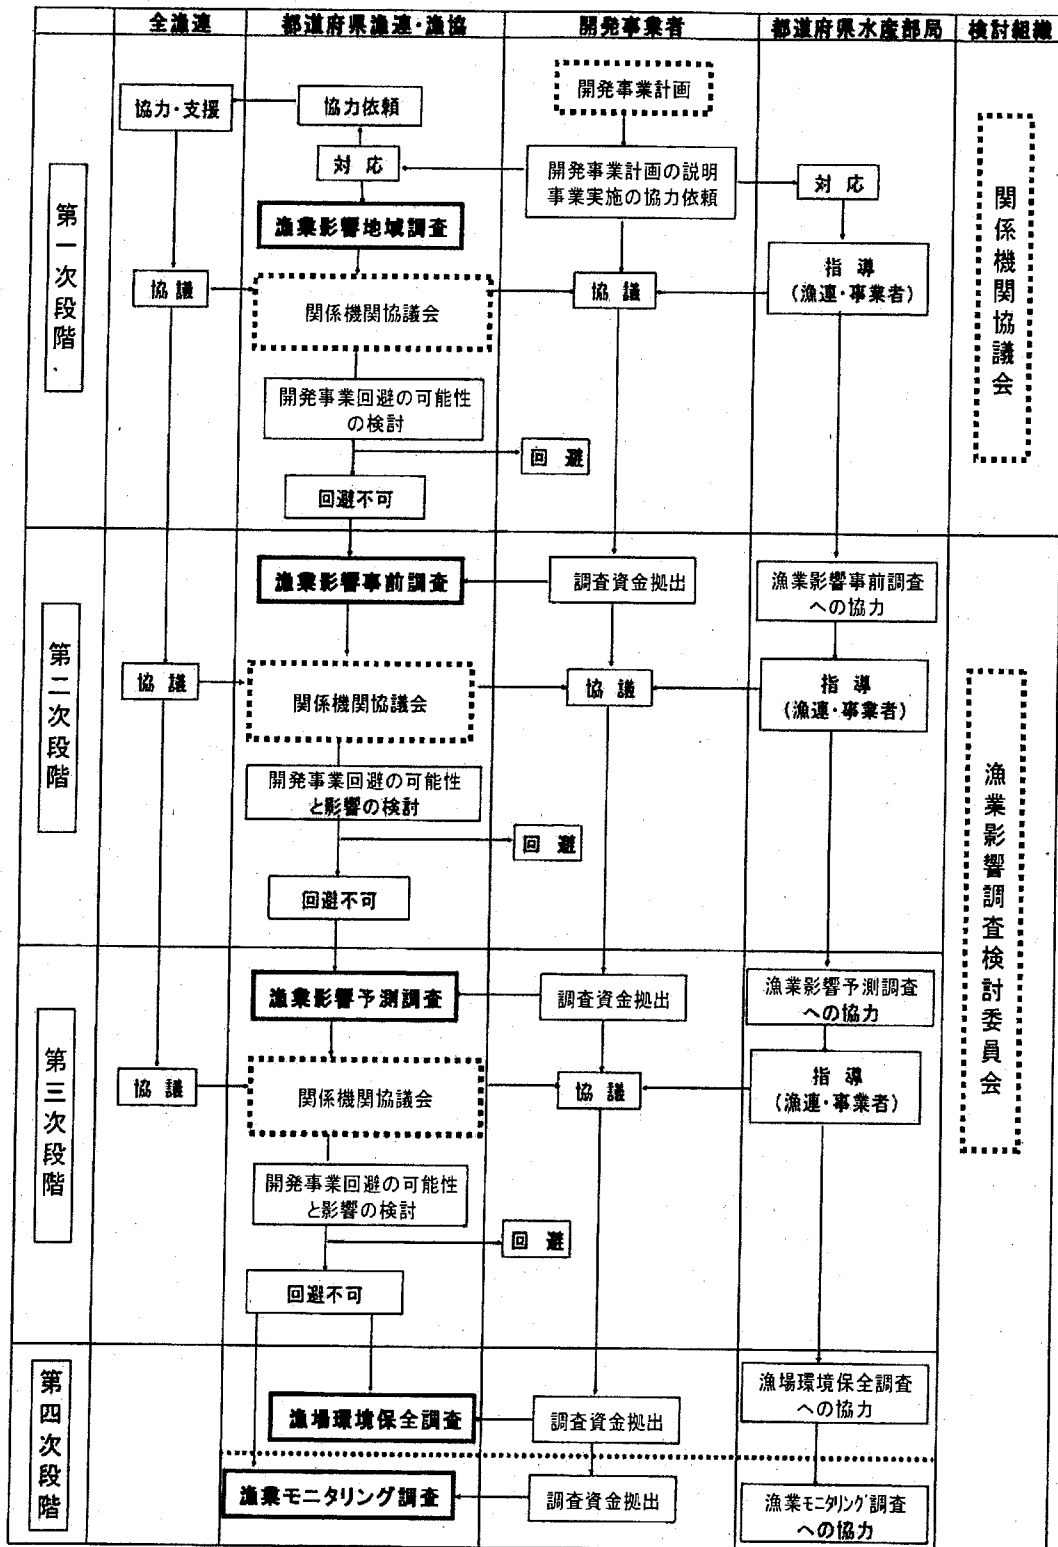 全漁連
都道府県漁連・漁協
開発事業者
都道府県水産部局
検討組織
第一次段階
開発事業計画
協力・支援
協力依頼
対応
開発事業計画の説明
事業実施の協力依頼
対応
漁業影響地域調査
協議
関係機関協議会
協議
指導
(漁連・事業者)
開発事業回避の可能性
の検討
回避
回避不可
関係機関協議会
第二次段階
漁業影響事前調査
調査資金拠出
漁業影響事前調査
への協力
協議
関係機関協議会
協議
指導
(漁連・事業者)
開発事業回避の可能性
と影響の検討
回避
回避不可
漁業影響調査検討委員会
第三次段階
漁業影響予測調査
調査資金拠出
漁業影響予測調査
への協力
協議
関係機関協議会
協議
指導
(漁連・事業者)
開発事業回避の可能性
と影響の検討
回避
回避不可
第四次段階
漁場環境保全調査
調査資金拠出
漁場環境保全調査
への協力
漁業モニタリング調査
調査資金拠出
漁業モニタリング調査
への協力